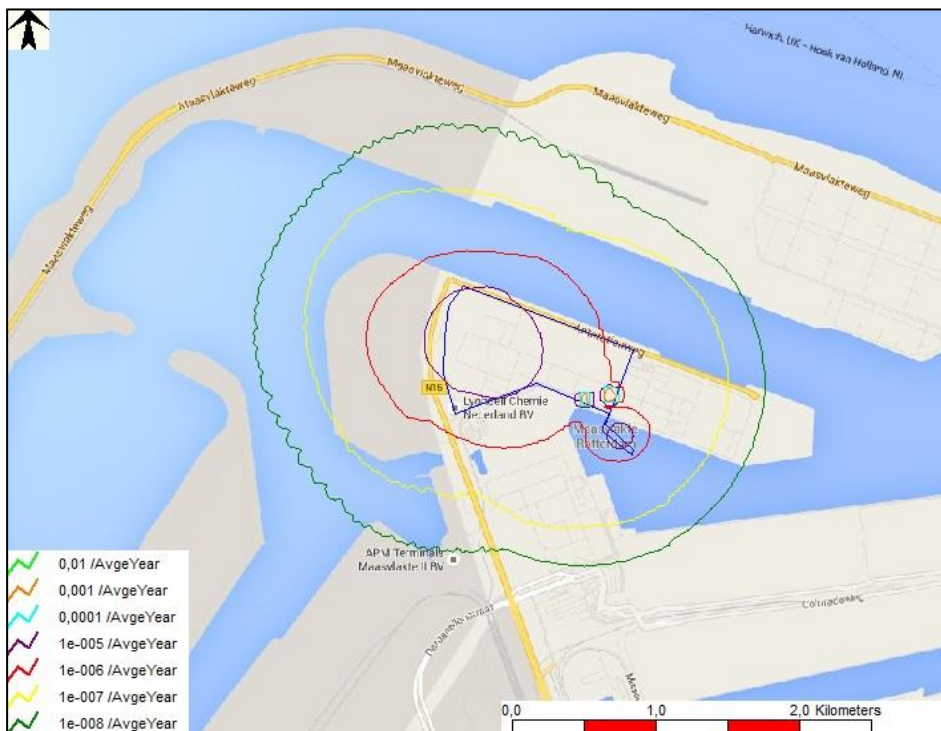 Harwich, UK - Hoek van Holland, NL
Maasvlakteweg
Maasvlakteweg
Maasvlakteweg
Maasvlakteweg
Maasvlakteweg
N15
Nederland BV
Maasvlakte
Rotterdam
APM Terminals
Maasvlakte II BV
Coloradoweg
0,01 /AvgeYear
0,001 /AvgeYear
0,0001 /AvgeYear
1e-005 /AvgeYear
1e-006 /AvgeYear
1e-007 /AvgeYear
1e-008 /AvgeYear
0,0 1,0 2,0 Kilometers